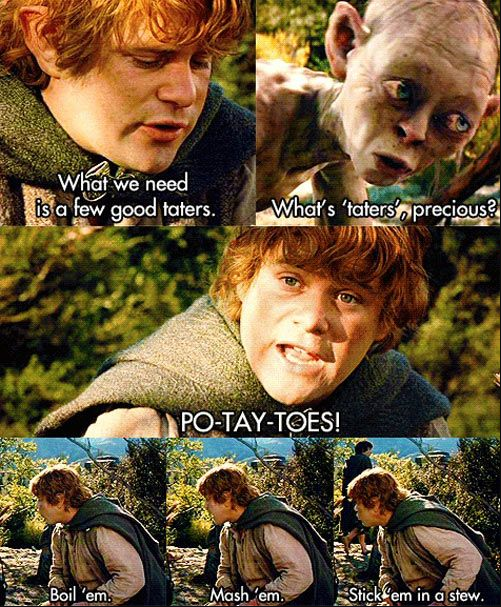 What we need
is a few good taters.
What's 'taters', precious?
PO-TAY-TOES!
Boil 'em.
Mash 'em.
Stick 'em in a stew.